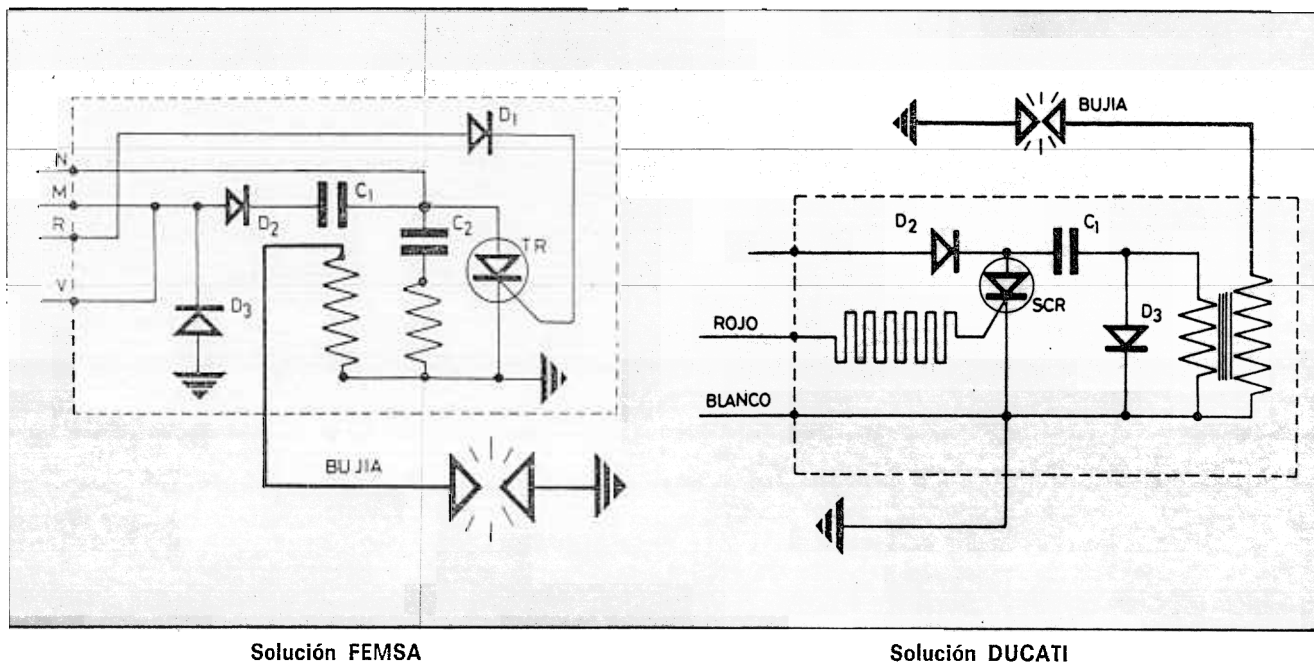 D1
N
M
R
V
D2
C1
C2
TR
D3
BUJIA
Solución FEMSA
BUJIA
D2
C1
SCR
D3
ROJO
BLANCO
Solución DUCATI